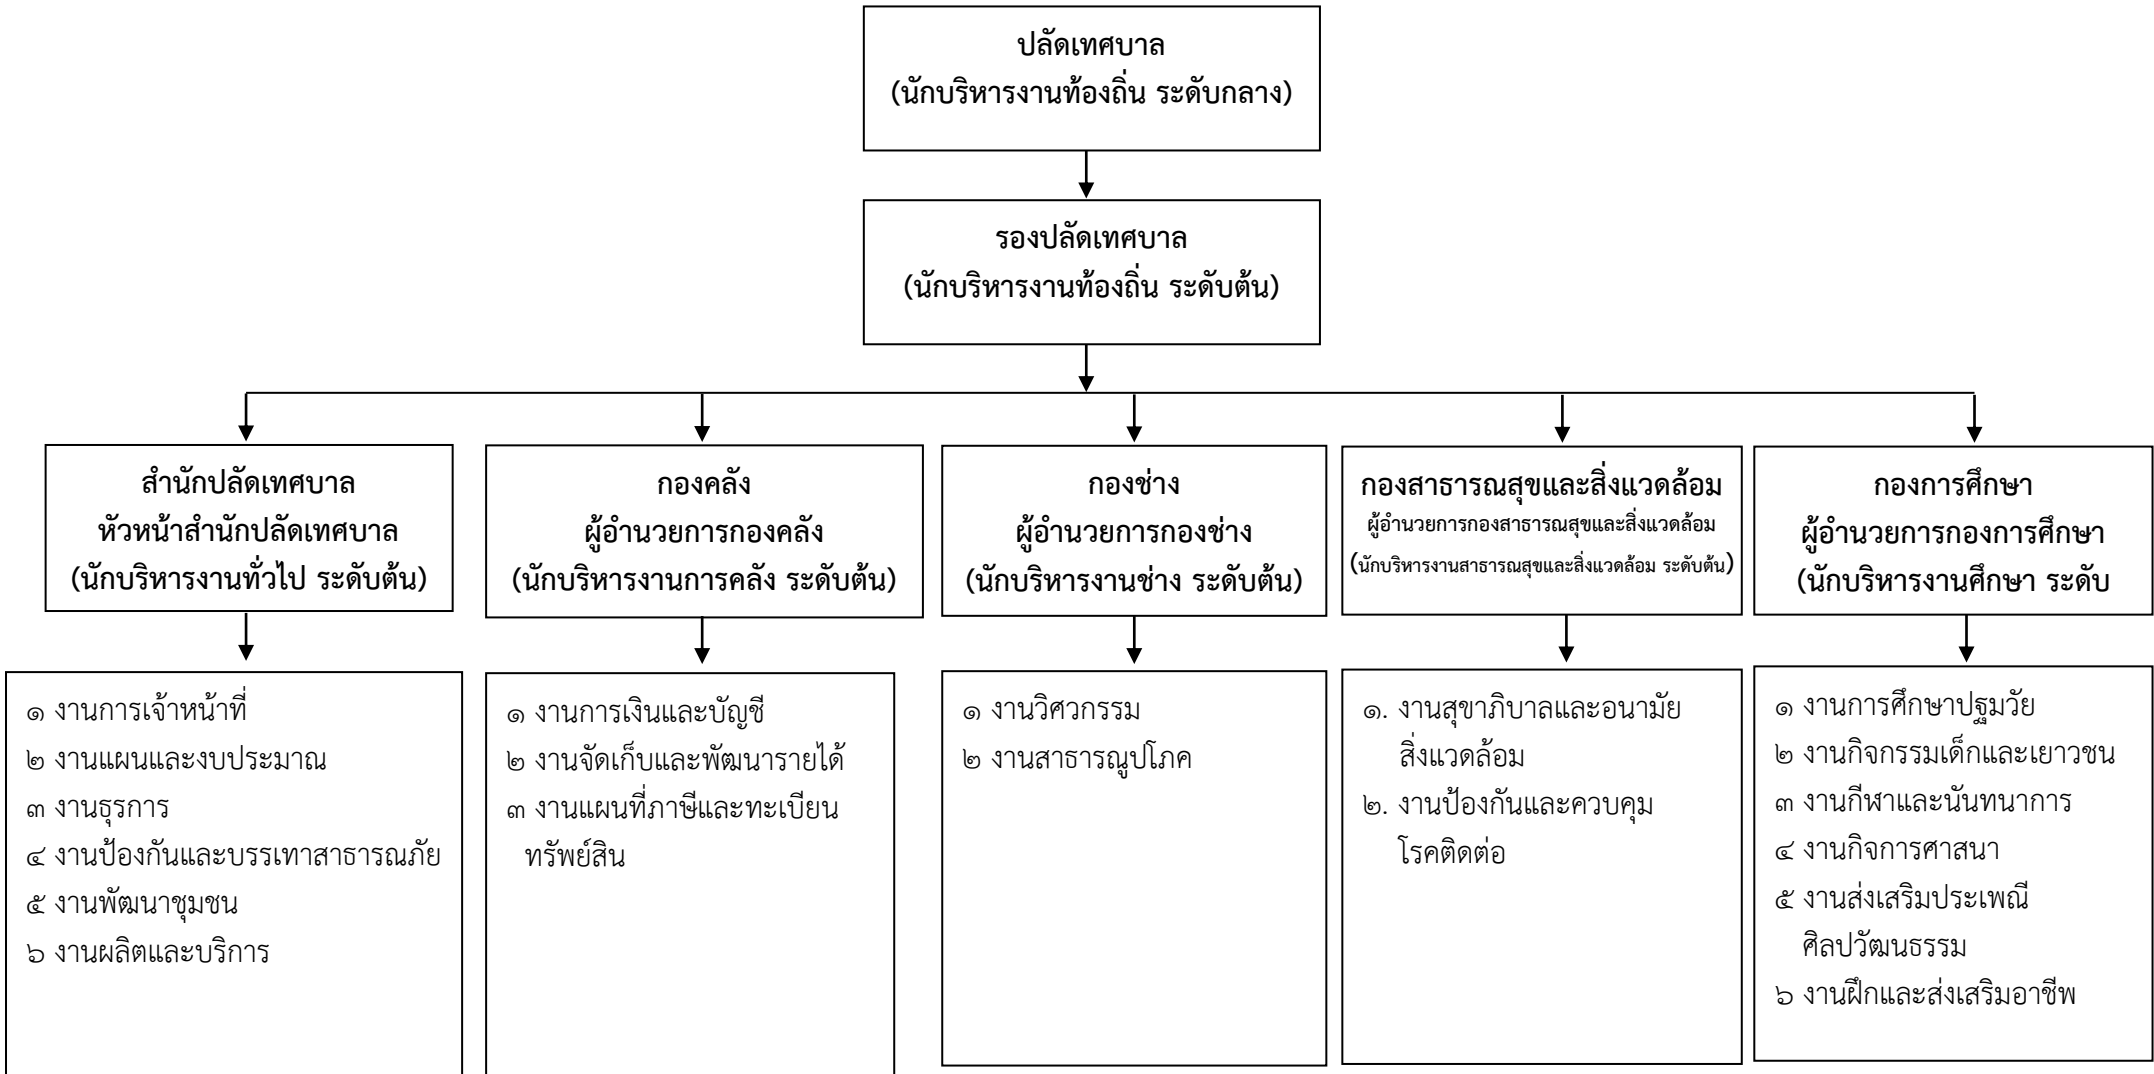 ปลัดเทศบาล
(นักบริหารงานท้องถิ่น ระดับกลาง)
รองปลัดเทศบาล
(นักบริหารงานท้องถิ่น ระดับต้น)
สำนักปลัดเทศบาล
หัวหน้าสำนักปลัดเทศบาล
(นักบริหารงานทั่วไป ระดับต้น)
กองคลัง
ผู้อำนวยการกองคลัง
(นักบริหารงานการคลัง ระดับต้น)
กองช่าง
ผู้อำนวยการกองช่าง
(นักบริหารงานช่าง ระดับต้น)
กองสาธารณสุขและสิ่งแวดล้อม
ผู้อำนวยการกองสาธารณสุขและสิ่งแวดล้อม
(นักบริหารงานสาธารณสุขและสิ่งแวดล้อม ระดับต้น)
กองการศึกษา
ผู้อำนวยการกองการศึกษา
(นักบริหารงานศึกษา ระดับ
๑ งานการเจ้าหน้าที่
๒ งานแผนและงบประมาณ
๓ งานธุรการ
๔ งานป้องกันและบรรเทาสาธารณภัย
๕ งานพัฒนาชุมชน
๖ งานผลิตและบริการ
๑ งานการเงินและบัญชี
๒ งานจัดเก็บและพัฒนารายได้
๓ งานแผนที่ภาษีและทะเบียน
ทรัพย์สิน
๑ งานวิศวกรรม
๒ งานสาธารณูปโภค
๑. งานสุขาภิบาลและอนามัย
สิ่งแวดล้อม
๒. งานป้องกันและควบคุม
โรคติดต่อ
๑ งานการศึกษาปฐมวัย
๒ งานกิจกรรมเด็กและเยาวชน
๓ งานกีฬาและนันทนาการ
๔ งานกิจการศาสนา
๕ งานส่งเสริมประเพณี
ศิลปวัฒนธรรม
๖ งานฝึกและส่งเสริมอาชีพ